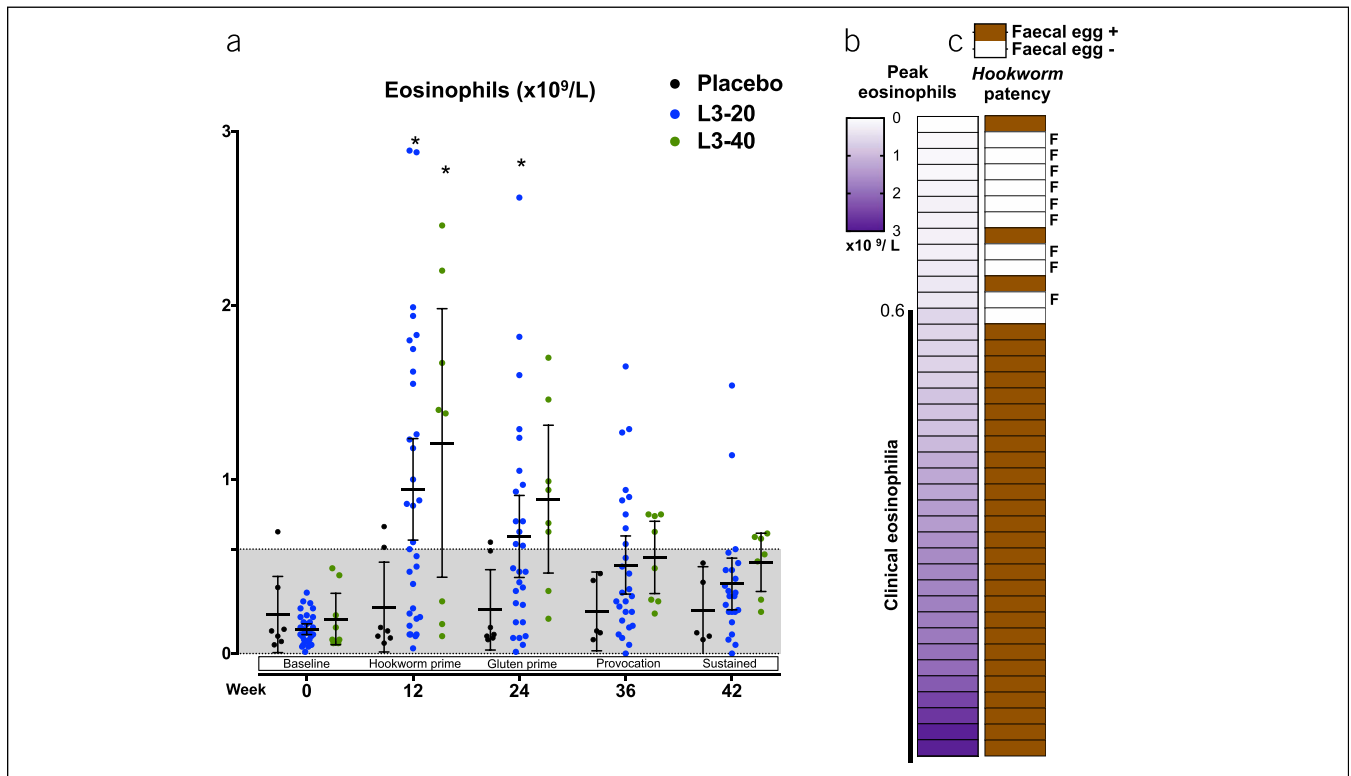 a
Eosinophils (x10⁹/L)
Placebo
L3-20
L3-40
3
2
1
0
*
*
*
Baseline
Hookworm prime
Gluten prime
Provocation
Sustained
Week
0
12
24
36
42
b
Peak
eosinophils
0
1
2
3
x10 ⁹/ L
0.6
Clinical eosinophilia
c
Faecal egg +
Faecal egg -
Hookworm
patency
F
F
F
F
F
F
F
F
F